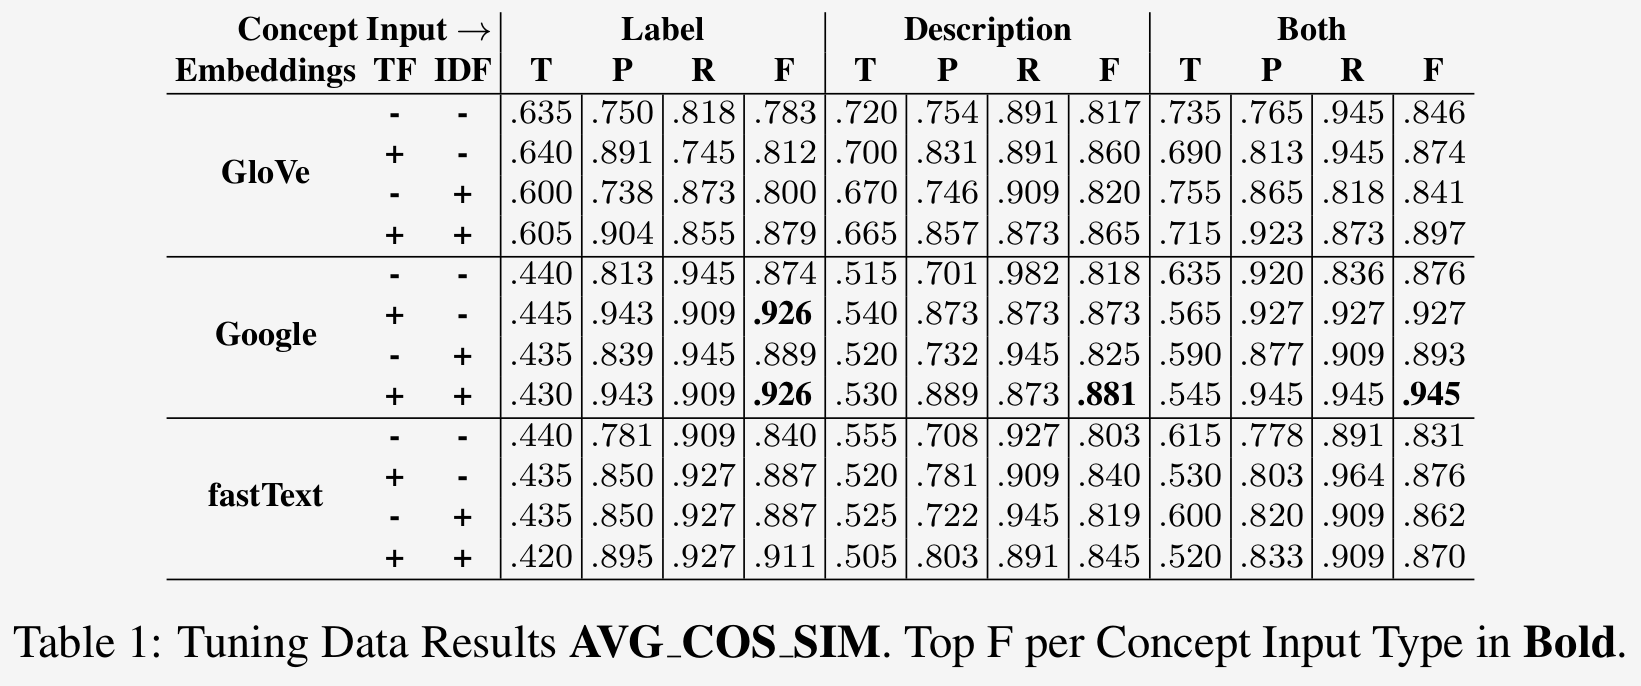 Concept Input → Label Description Both
Embeddings TF IDF T P R F T P R F T P R F
- - .635 .750 .818 .783 .720 .754 .891 .817 .735 .765 .945 .846
+ - .640 .891 .745 .812 .700 .831 .891 .860 .690 .813 .945 .874
GloVe
- + .600 .738 .873 .800 .670 .746 .909 .820 .755 .865 .818 .841
+ + .605 .904 .855 .879 .665 .857 .873 .865 .715 .923 .873 .897
- - .440 .813 .945 .874 .515 .701 .982 .818 .635 .920 .836 .876
+ - .445 .943 .909 .926 .540 .873 .873 .873 .565 .927 .927 .927
Google
- + .435 .839 .945 .889 .520 .732 .945 .825 .590 .877 .909 .893
+ + .430 .943 .909 .926 .530 .889 .873 .881 .545 .945 .945 .945
- - .440 .781 .909 .840 .555 .708 .927 .803 .615 .778 .891 .831
+ - .435 .850 .927 .887 .520 .781 .909 .840 .530 .803 .964 .876
fastText
- + .435 .850 .927 .887 .525 .722 .945 .819 .600 .820 .909 .862
+ + .420 .895 .927 .911 .505 .803 .891 .845 .520 .833 .909 .870
Table 1: Tuning Data Results AVG_COS_SIM. Top F per Concept Input Type in Bold.